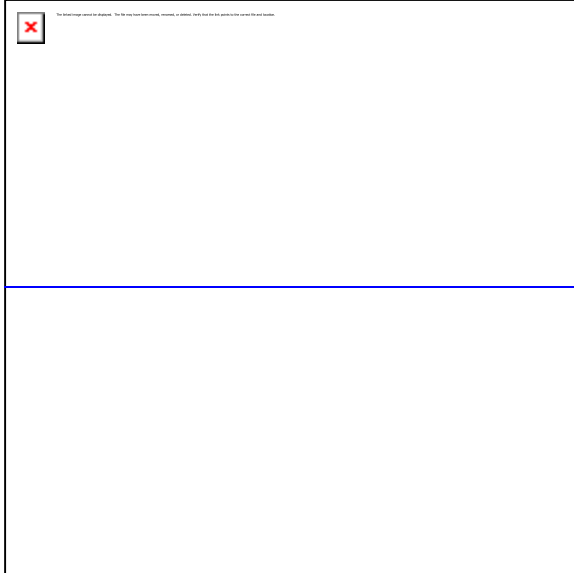 The linked image cannot be displayed. The file may have been moved, renamed, or deleted. Verify that the link points to the correct file and location.